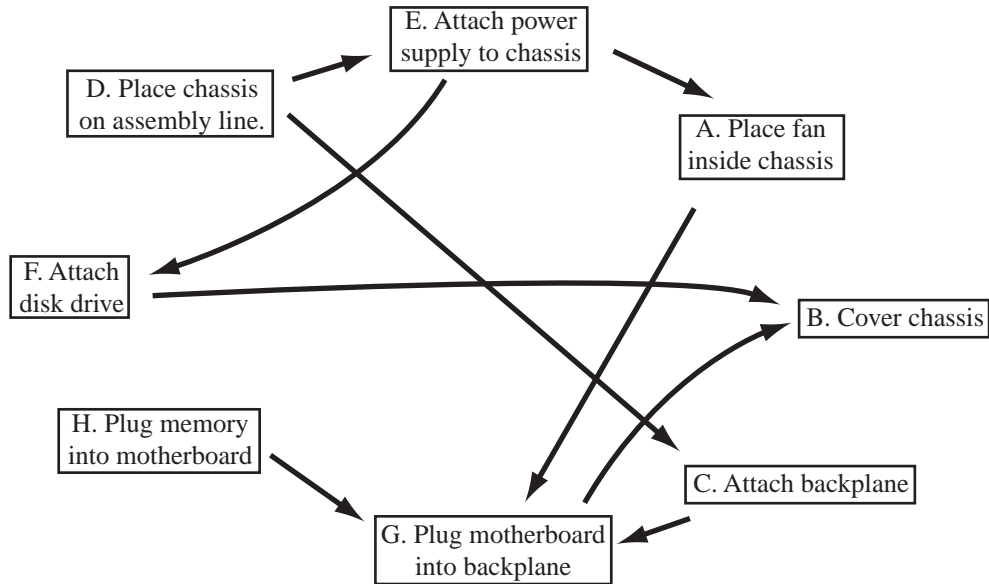 E. Attach power
supply to chassis
D. Place chassis
on assembly line.
A. Place fan
inside chassis
F. Attach
disk drive
B. Cover chassis
H. Plug memory
into motherboard
C. Attach backplane
G. Plug motherboard
into backplane